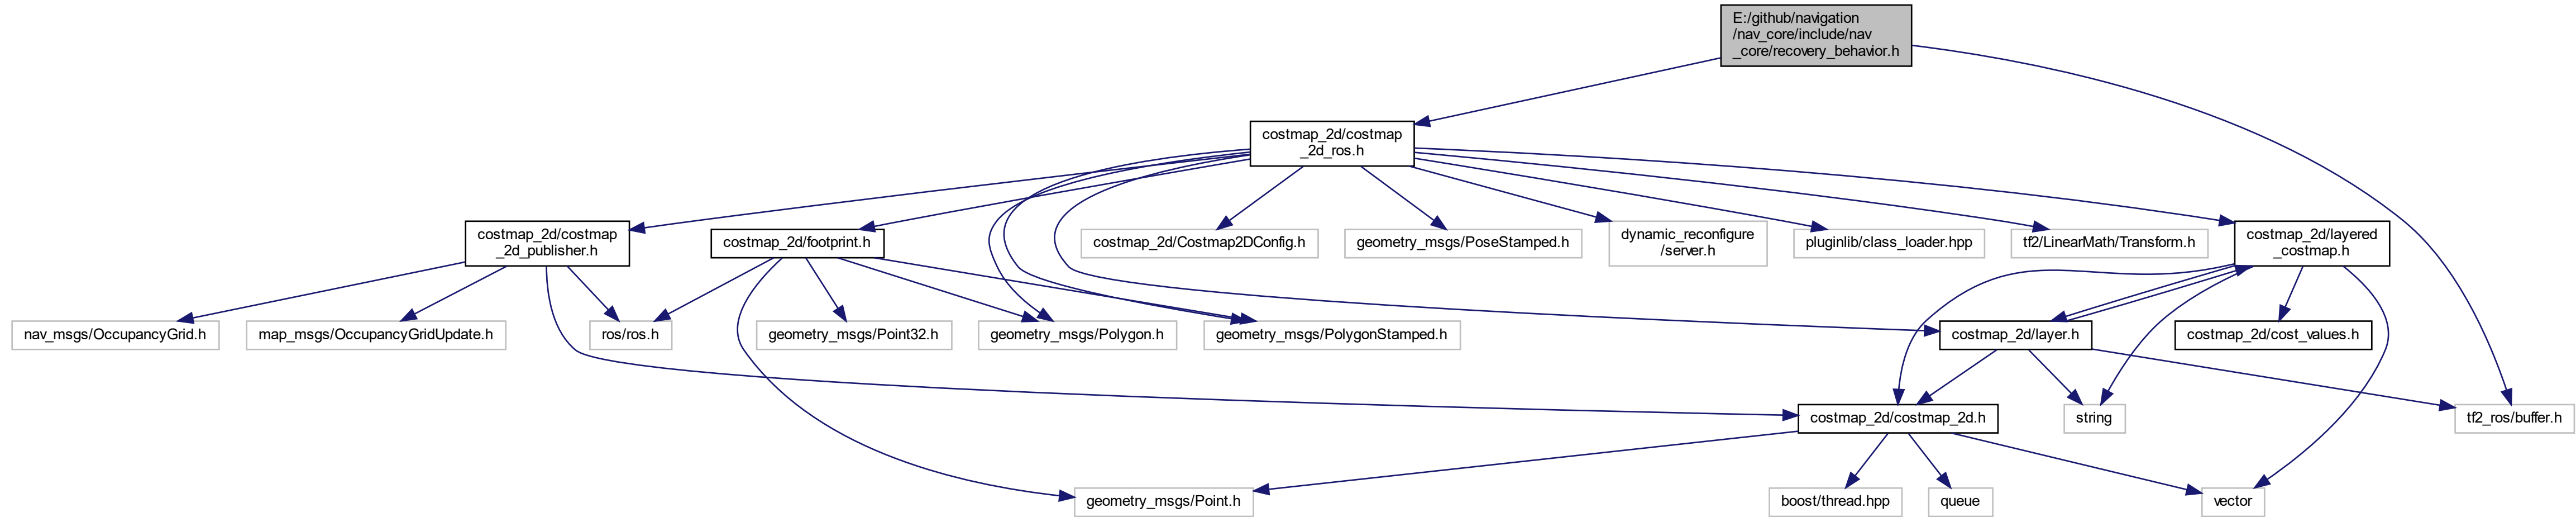 E:/github/navigation
/nav_core/include/nav
_core/recovery_behavior.h
costmap_2d/costmap
_2d_ros.h
costmap_2d/costmap
_2d_publisher.h
costmap_2d/footprint.h
costmap_2d/Costmap2DConfig.h
geometry_msgs/PoseStamped.h
dynamic_reconfigure
/server.h
pluginlib/class_loader.hpp
tf2/LinearMath/Transform.h
costmap_2d/layered
_costmap.h
nav_msgs/OccupancyGrid.h
map_msgs/OccupancyGridUpdate.h
ros/ros.h
geometry_msgs/Point32.h
geometry_msgs/Polygon.h
geometry_msgs/PolygonStamped.h
costmap_2d/layer.h
costmap_2d/cost_values.h
costmap_2d/costmap_2d.h
string
tf2_ros/buffer.h
geometry_msgs/Point.h
boost/thread.hpp
queue
vector